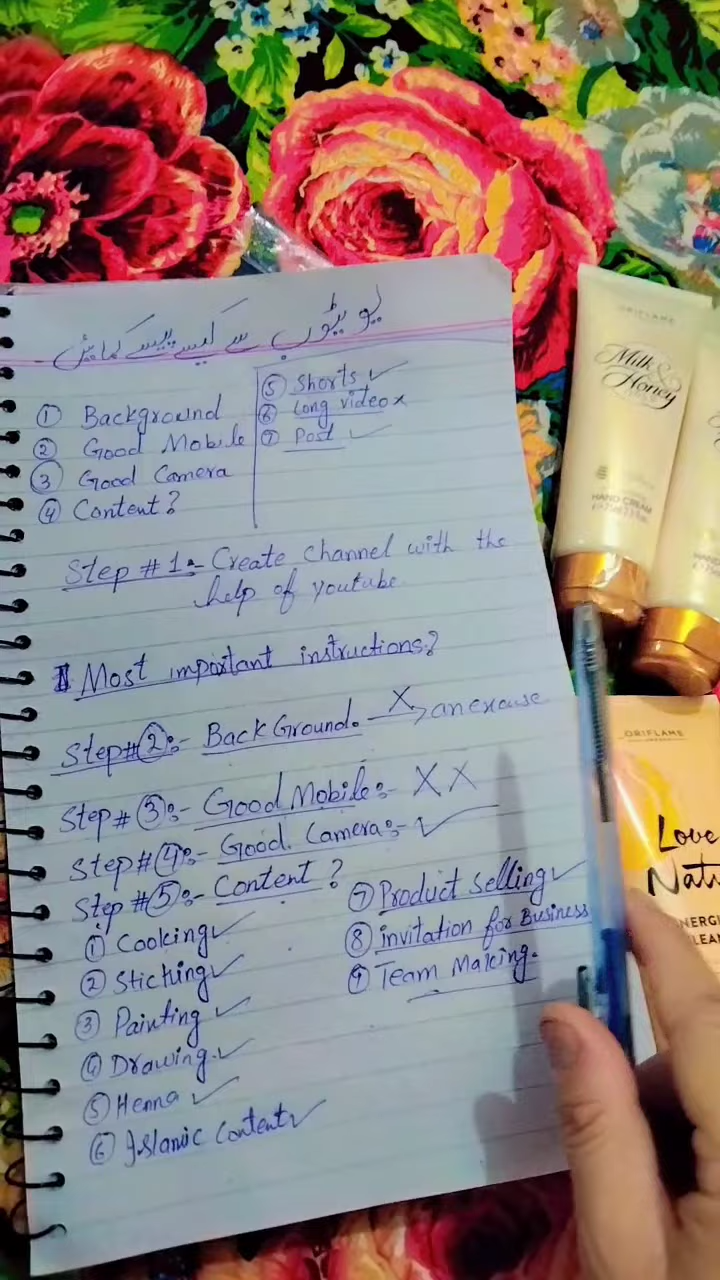 یوٹیوب سے کیسے پیسے کمائیں
① Background
② Good Mobile
③ Good Camera
④ Content?
⑤ Shorts ✓
⑥ Long video x
⑦ Post ✓
Step # 1:- Create channel with the
help of youtube
Most important instructions?
Step#②:- BackGround. X → an excuse
Step# ③:- Good Mobile:- X X
Step #④:- Good. Camera:- ✓
Step #⑤:- Content ?
① Cooking ✓
② Stiching ✓
③ Painting ✓
④ Drawing. ✓
⑤ Henna ✓
⑥ Islamic Content ✓
⑦ Product Selling ✓
⑧ invitation for Business
⑨ Team Making.
ORIFLAME
Milk &
Honey
HAND CREAM
ORIFLAME
Love